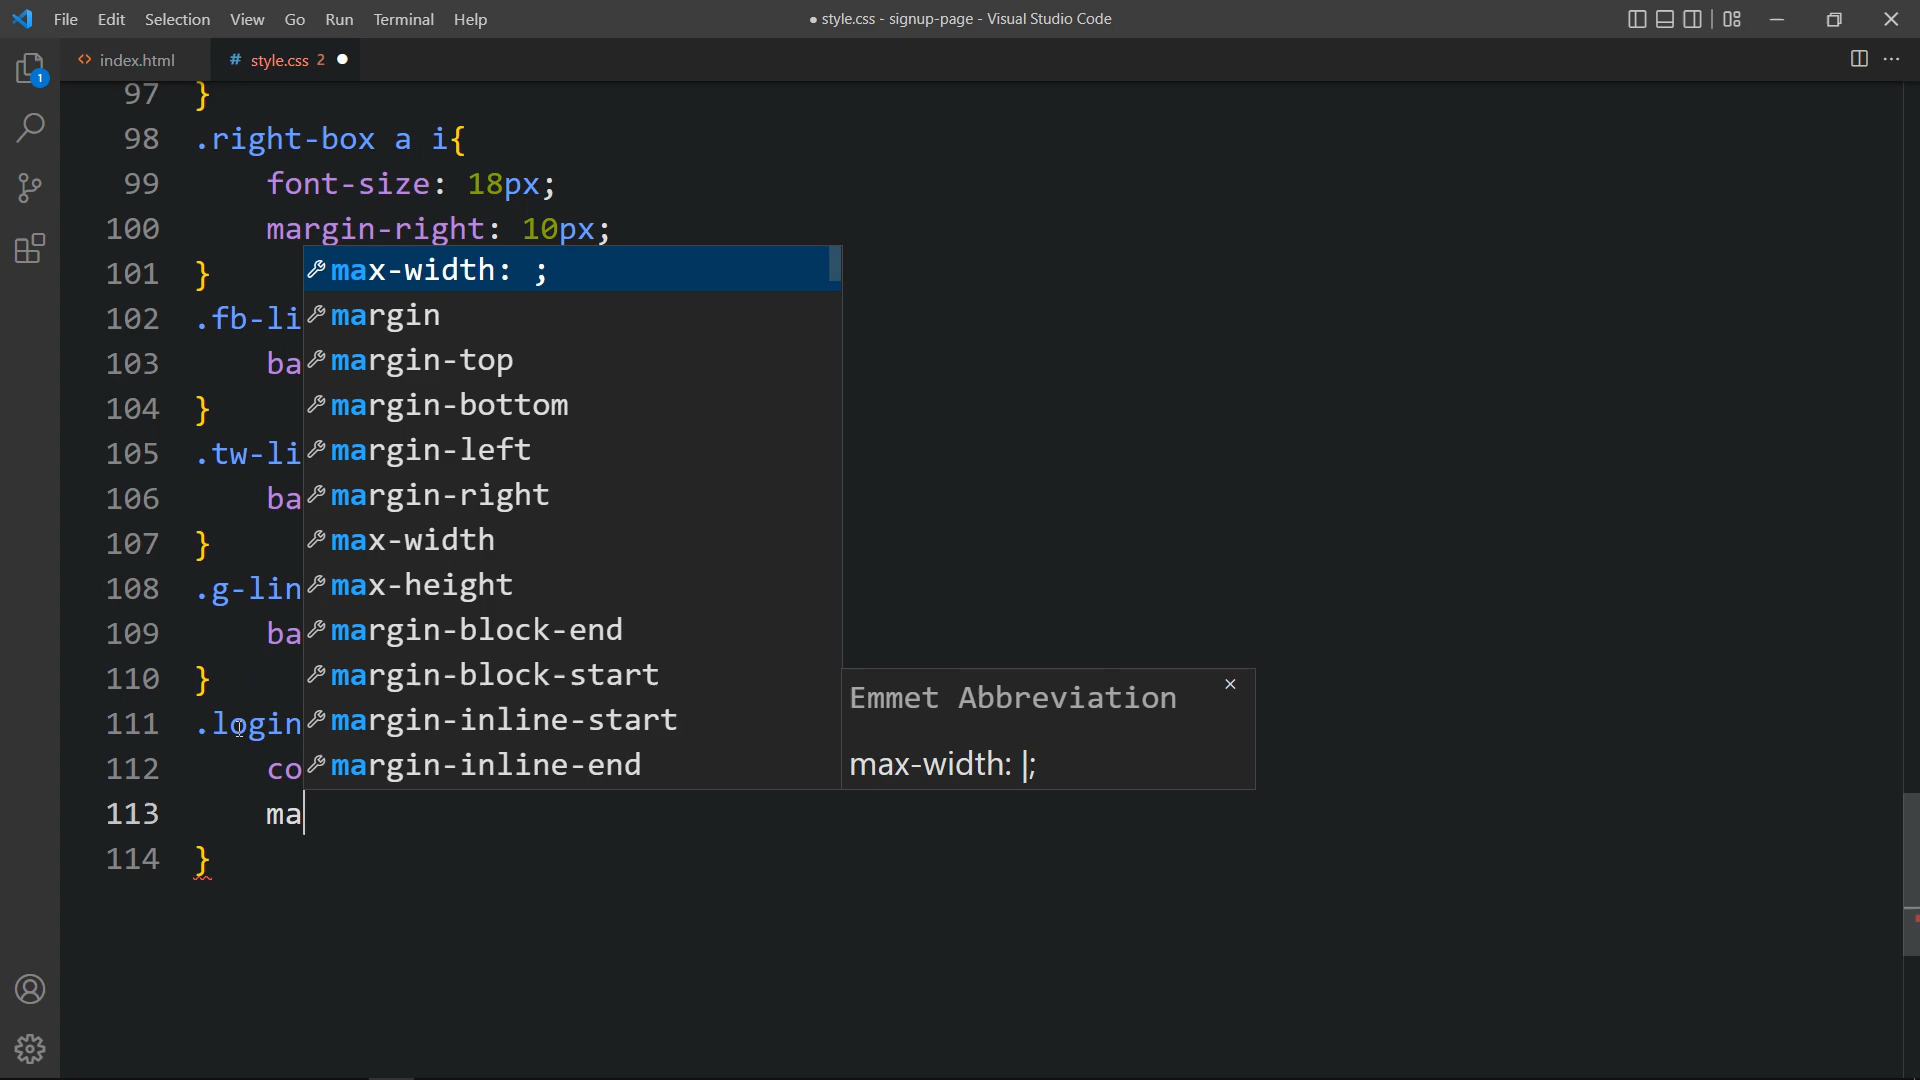 File Edit Selection View Go Run Terminal Help
● style.css - signup-page - Visual Studio Code
1
<> index.html
# style.css 2 ●
97 }
98 .right-box a i{
99 font-size: 18px;
100 margin-right: 10px;
101 }
102 .fb-li
103 ba
104 }
105 .tw-li
106 ba
107 }
108 .g-lin
109 ba
110 }
111 .login
112 co
113 ma
114 }
max-width: ;
margin
margin-top
margin-bottom
margin-left
margin-right
max-width
max-height
margin-block-end
margin-block-start
margin-inline-start
margin-inline-end
Emmet Abbreviation
max-width: |;